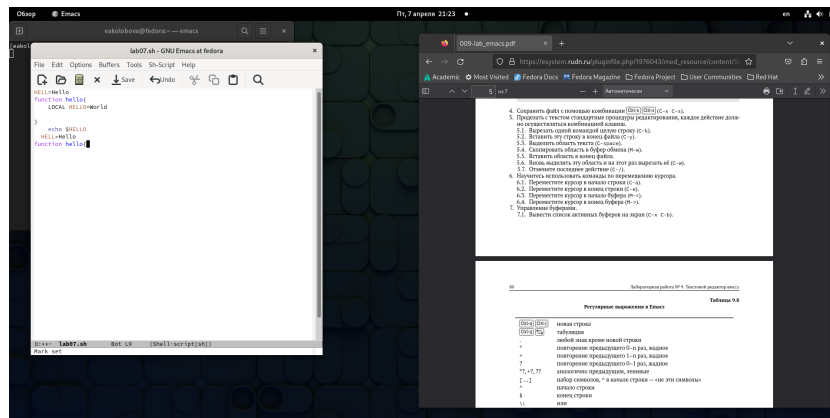 Обзор Emacs Пт, 7 апреля 21:23 en
eakolobova@fedora:~ — emacs
[eakol
lab07.sh - GNU Emacs at fedora
File Edit Options Buffers Tools Sh-Script Help
Save Undo
HELL=Hello
function hello{
LOCAL HELLO=World
}
echo $HELLO
HELL=Hello
function hello{
U:**- lab07.sh Bot L9 (Shell-script[sh])
Mark set
009-lab_emacs.pdf
https://esystem.rudn.ru/pluginfile.php/1976043/mod_resource/content/
Academic Most Visited Fedora Docs Fedora Magazine Fedora Project User Communities Red Hat
5 из 7 Автоматически
4. Сохранить файл с помощью комбинации Ctrl-x Ctrl-s (C-x C-s).
5. Проделать с текстом стандартные процедуры редактирования, каждое действие долж-
но осуществляться комбинацией клавиш.
5.1. Вырезать одной командой целую строку (C-k).
5.2. Вставить эту строку в конец файла (C-y).
5.3. Выделить область текста (C-space).
5.4. Скопировать область в буфер обмена (M-w).
5.5. Вставить область в конец файла.
5.6. Вновь выделить эту область и на этот раз вырезать её (C-w).
5.7. Отмените последнее действие (C-/).
6. Научитесь использовать команды по перемещению курсора.
6.1. Переместите курсор в начало строки (C-a).
6.2. Переместите курсор в конец строки (C-e).
6.3. Переместите курсор в начало буфера (M-<).
6.4. Переместите курсор в конец буфера (M->).
7. Управление буферами.
7.1. Вывести список активных буферов на экран (C-x C-b).
Лабораторная работа № 9. Текстовой редактор emacs
Таблица 9.8
Регулярные выражения в Emacs
новая строка
табуляция
. любой знак кроме новой строки
* повторение предыдущего 0-n раз, жадное
+ повторение предыдущего 1-n раз, жадное
? повторение предыдущего 0-1 раз, жадное
*?, +?, ?? аналогично предыдущим, ленивые
[ …] набор символов, ^ в начале строки — «не эти символы»
^ начало строки
$ конец строки
\| или